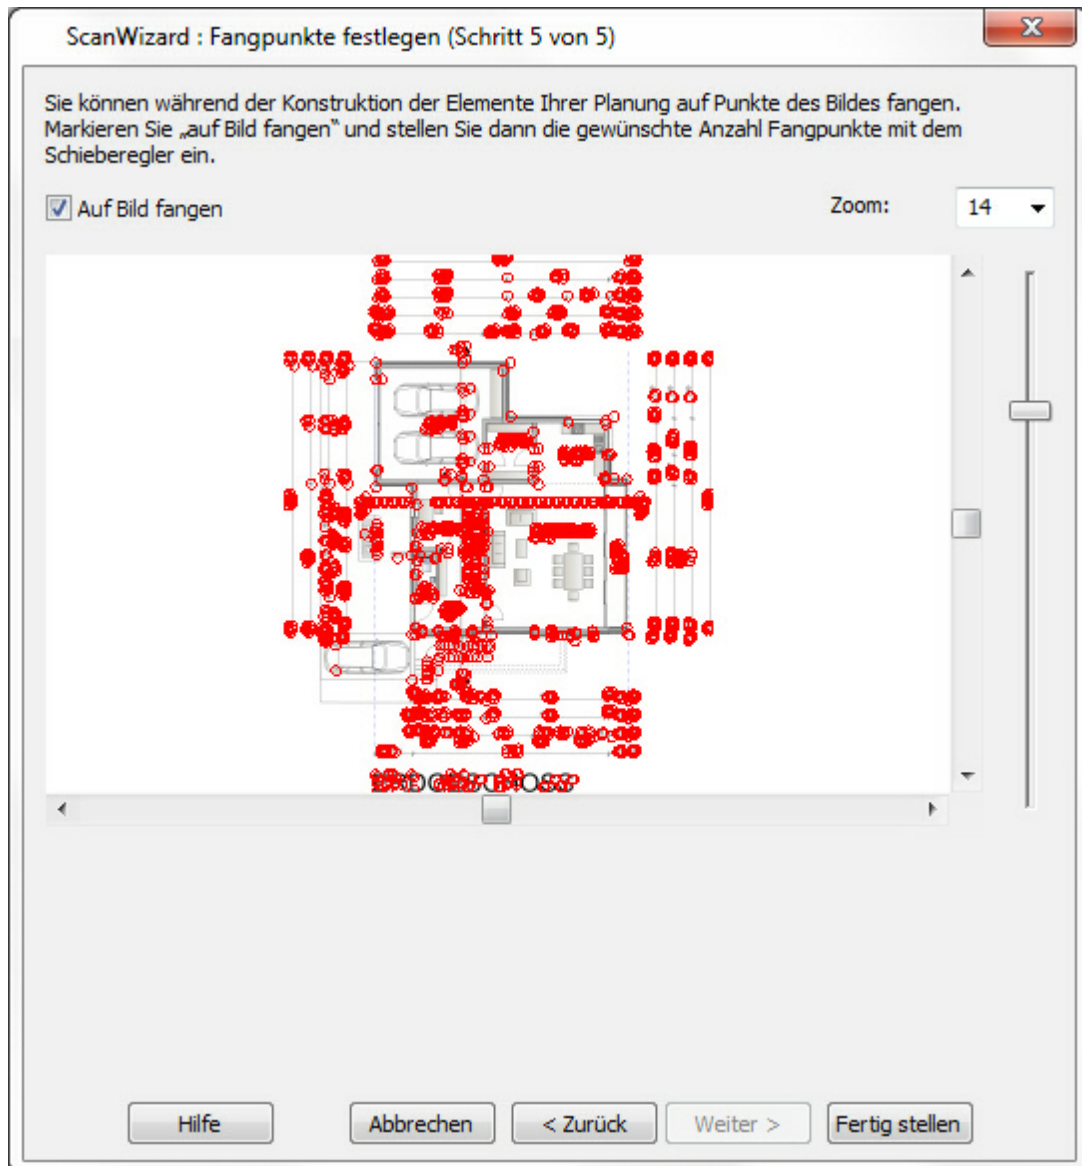 ScanWizard : Fangpunkte festlegen (Schritt 5 von 5)
Sie können während der Konstruktion der Elemente Ihrer Planung auf Punkte des Bildes fangen.
Markieren Sie „auf Bild fangen“ und stellen Sie dann die gewünschte Anzahl Fangpunkte mit dem
Schieberegler ein.
Auf Bild fangen
Zoom:
14
Hilfe
Abbrechen
< Zurück
Weiter >
Fertig stellen